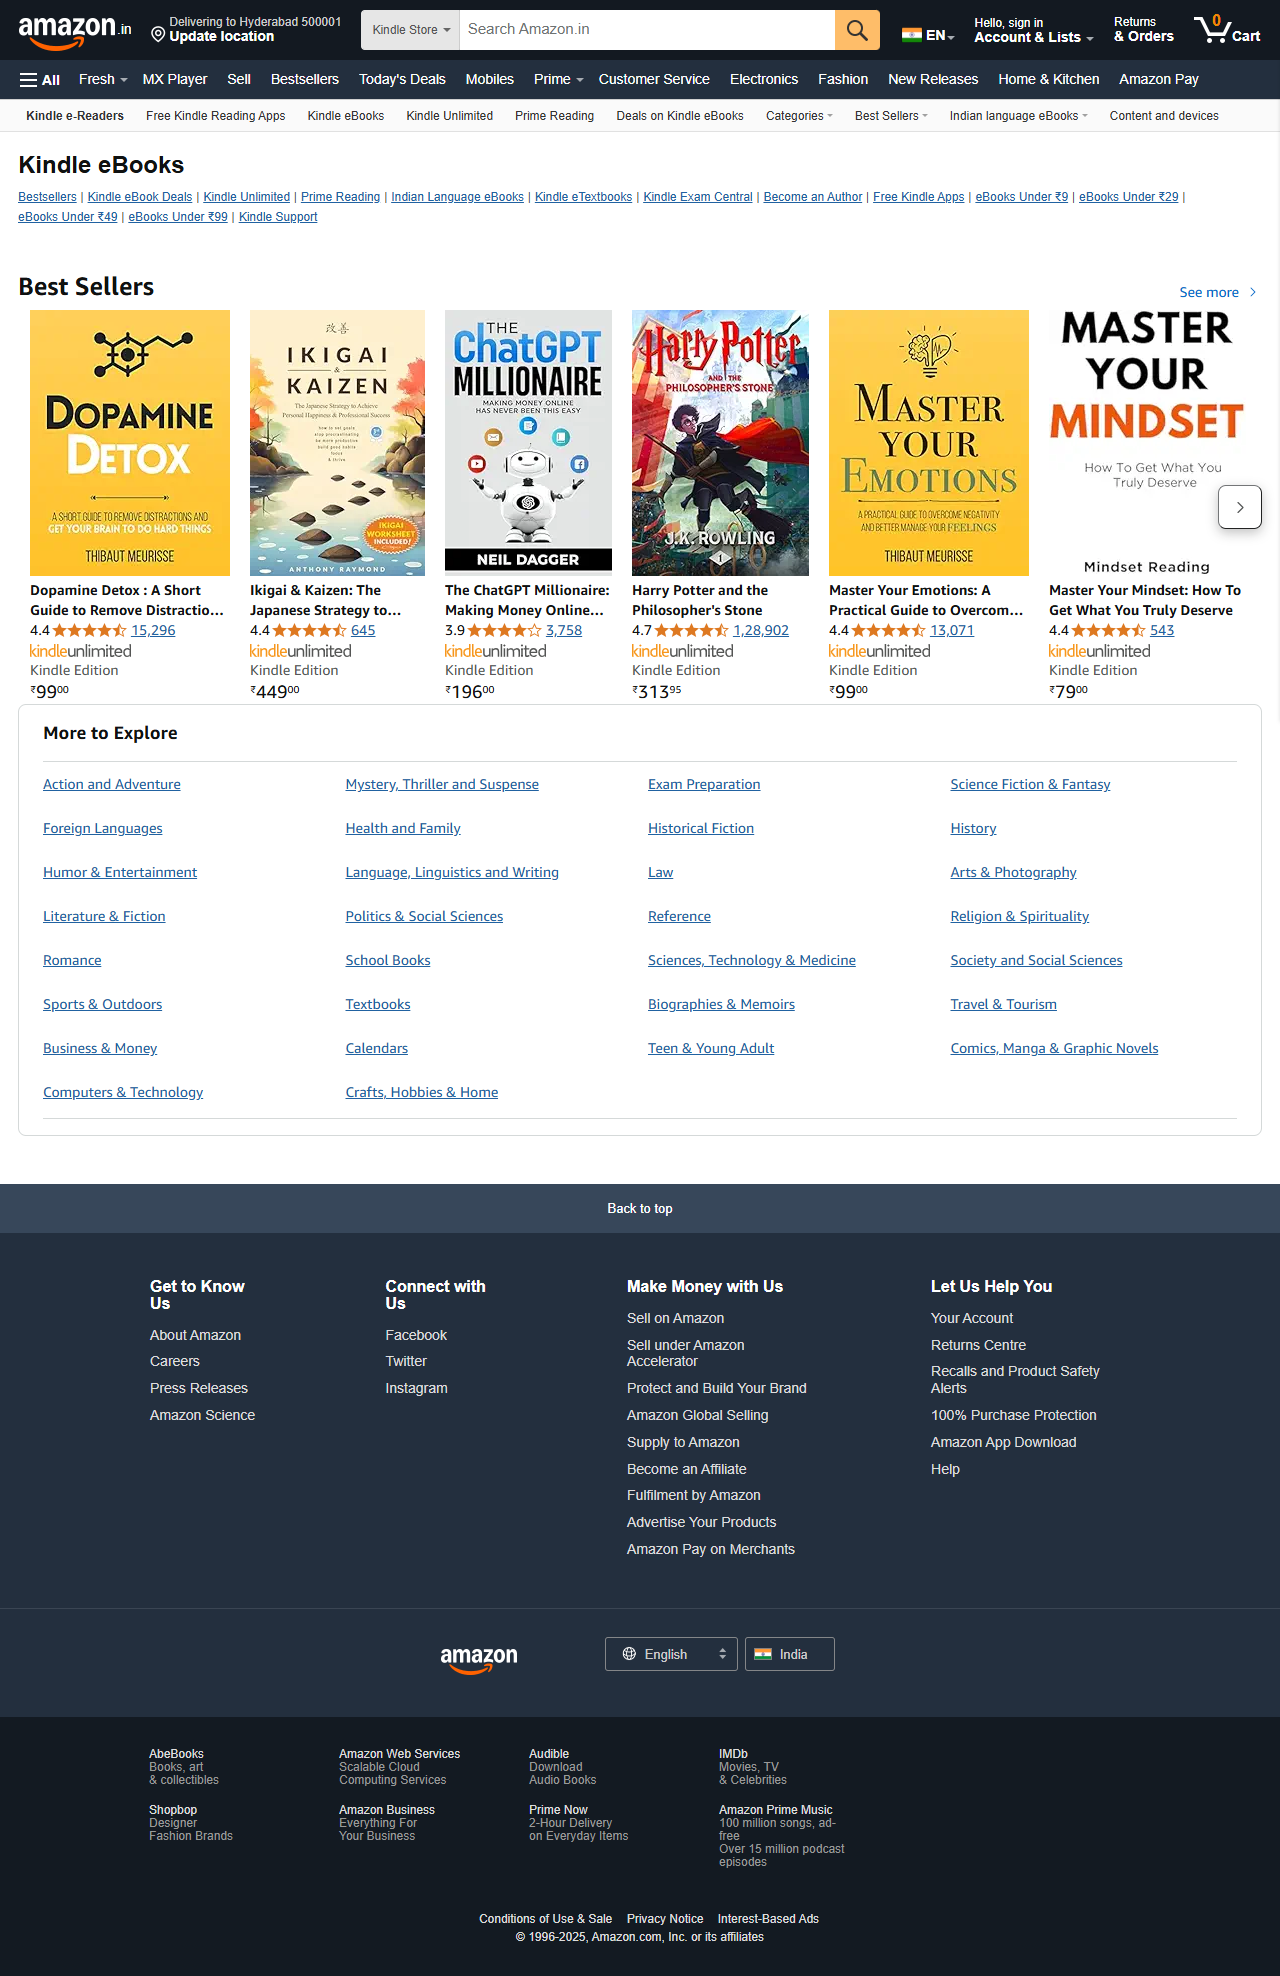 amazon.in
Delivering to Hyderabad 500001
Update location
Kindle Store
Search Amazon.in
EN
Hello, sign in
Account & Lists
Returns
& Orders
0
Cart
All
Fresh
MX Player
Sell
Bestsellers
Today's Deals
Mobiles
Prime
Customer Service
Electronics
Fashion
New Releases
Home & Kitchen
Amazon Pay
Kindle e-Readers
Free Kindle Reading Apps
Kindle eBooks
Kindle Unlimited
Prime Reading
Deals on Kindle eBooks
Categories
Best Sellers
Indian language eBooks
Content and devices
Kindle eBooks
Bestsellers | Kindle eBook Deals | Kindle Unlimited | Prime Reading | Indian Language eBooks | Kindle eTextbooks | Kindle Exam Central | Become an Author | Free Kindle Apps | eBooks Under ₹9 | eBooks Under ₹29 |
eBooks Under ₹49 | eBooks Under ₹99 | Kindle Support
Best Sellers
See more
DOPAMINE
DETOX
A SHORT GUIDE TO REMOVE DISTRACTIONS AND
GET YOUR BRAIN TO DO HARD THINGS
THIBAUT MEURISSE
Dopamine Detox : A Short
Guide to Remove Distractio...
4.4
15,296
kindleunlimited
Kindle Edition
₹9900
改善
IKIGAI
&
KAIZEN
The Japanese Strategy to Achieve
Personal Happiness & Professional Success
how to set goals
stop procrastinating
be more productive
build good habits
focus
& thrive
IKIGAI
WORKSHEET
INCLUDED!
ANTHONY RAYMOND
Ikigai & Kaizen: The
Japanese Strategy to...
4.4
645
kindleunlimited
Kindle Edition
₹44900
THE
ChatGPT
MILLIONAIRE
MAKING MONEY ONLINE
HAS NEVER BEEN THIS EASY
NEIL DAGGER
The ChatGPT Millionaire:
Making Money Online...
3.9
3,758
kindleunlimited
Kindle Edition
₹19600
Harry Potter
AND THE
PHILOSOPHER'S STONE
J.K. ROWLING
1
Harry Potter and the
Philosopher's Stone
4.7
1,28,902
kindleunlimited
Kindle Edition
₹31395
MASTER
YOUR
EMOTIONS
A PRACTICAL GUIDE TO OVERCOME NEGATIVITY
AND BETTER MANAGE YOUR FEELINGS
THIBAUT MEURISSE
Master Your Emotions: A
Practical Guide to Overcom...
4.4
13,071
kindleunlimited
Kindle Edition
₹9900
MASTER
YOUR
MINDSET
How To Get What You
Truly Deserve
Mindset Reading
Master Your Mindset: How To
Get What You Truly Deserve
4.4
543
kindleunlimited
Kindle Edition
₹7900
More to Explore
Action and Adventure
Mystery, Thriller and Suspense
Exam Preparation
Science Fiction & Fantasy
Foreign Languages
Health and Family
Historical Fiction
History
Humor & Entertainment
Language, Linguistics and Writing
Law
Arts & Photography
Literature & Fiction
Politics & Social Sciences
Reference
Religion & Spirituality
Romance
School Books
Sciences, Technology & Medicine
Society and Social Sciences
Sports & Outdoors
Textbooks
Biographies & Memoirs
Travel & Tourism
Business & Money
Calendars
Teen & Young Adult
Comics, Manga & Graphic Novels
Computers & Technology
Crafts, Hobbies & Home
Back to top
Get to Know
Us
About Amazon
Careers
Press Releases
Amazon Science
Connect with
Us
Facebook
Twitter
Instagram
Make Money with Us
Sell on Amazon
Sell under Amazon
Accelerator
Protect and Build Your Brand
Amazon Global Selling
Supply to Amazon
Become an Affiliate
Fulfilment by Amazon
Advertise Your Products
Amazon Pay on Merchants
Let Us Help You
Your Account
Returns Centre
Recalls and Product Safety
Alerts
100% Purchase Protection
Amazon App Download
Help
amazon
English
India
AbeBooks
Books, art
& collectibles
Amazon Web Services
Scalable Cloud
Computing Services
Audible
Download
Audio Books
IMDb
Movies, TV
& Celebrities
Shopbop
Designer
Fashion Brands
Amazon Business
Everything For
Your Business
Prime Now
2-Hour Delivery
on Everyday Items
Amazon Prime Music
100 million songs, ad-
free
Over 15 million podcast
episodes
Conditions of Use & Sale
Privacy Notice
Interest-Based Ads
© 1996-2025, Amazon.com, Inc. or its affiliates